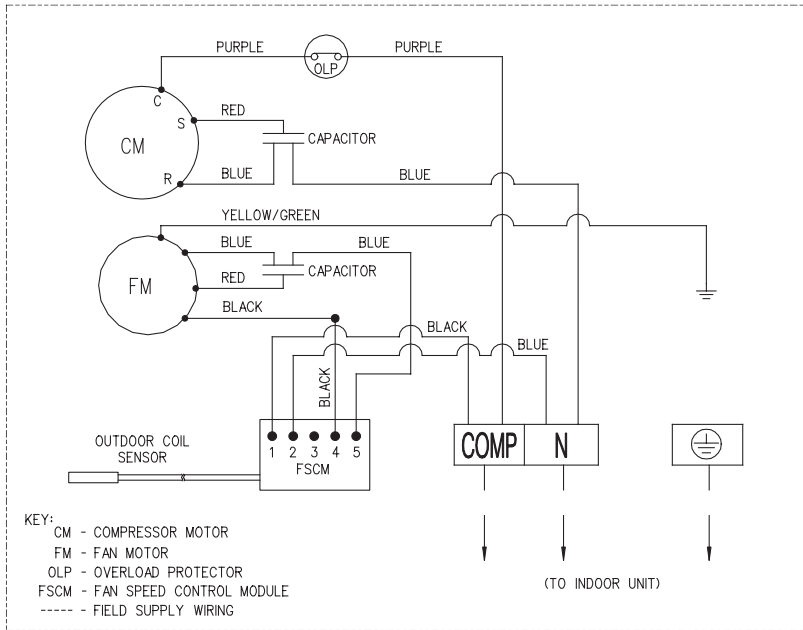 PURPLE
PURPLE
OLP
C
S
RED
CM
CAPACITOR
R
BLUE
BLUE
YELLOW/GREEN
BLUE
BLUE
FM
RED
CAPACITOR
BLACK
BLACK
BLUE
BLACK
OUTDOOR COIL
SENSOR
1 2 3 4 5
FSCM
COMP
N
KEY:
CM - COMPRESSOR MOTOR
FM - FAN MOTOR
OLP - OVERLOAD PROTECTOR
FSCM - FAN SPEED CONTROL MODULE
----- - FIELD SUPPLY WIRING
(TO INDOOR UNIT)